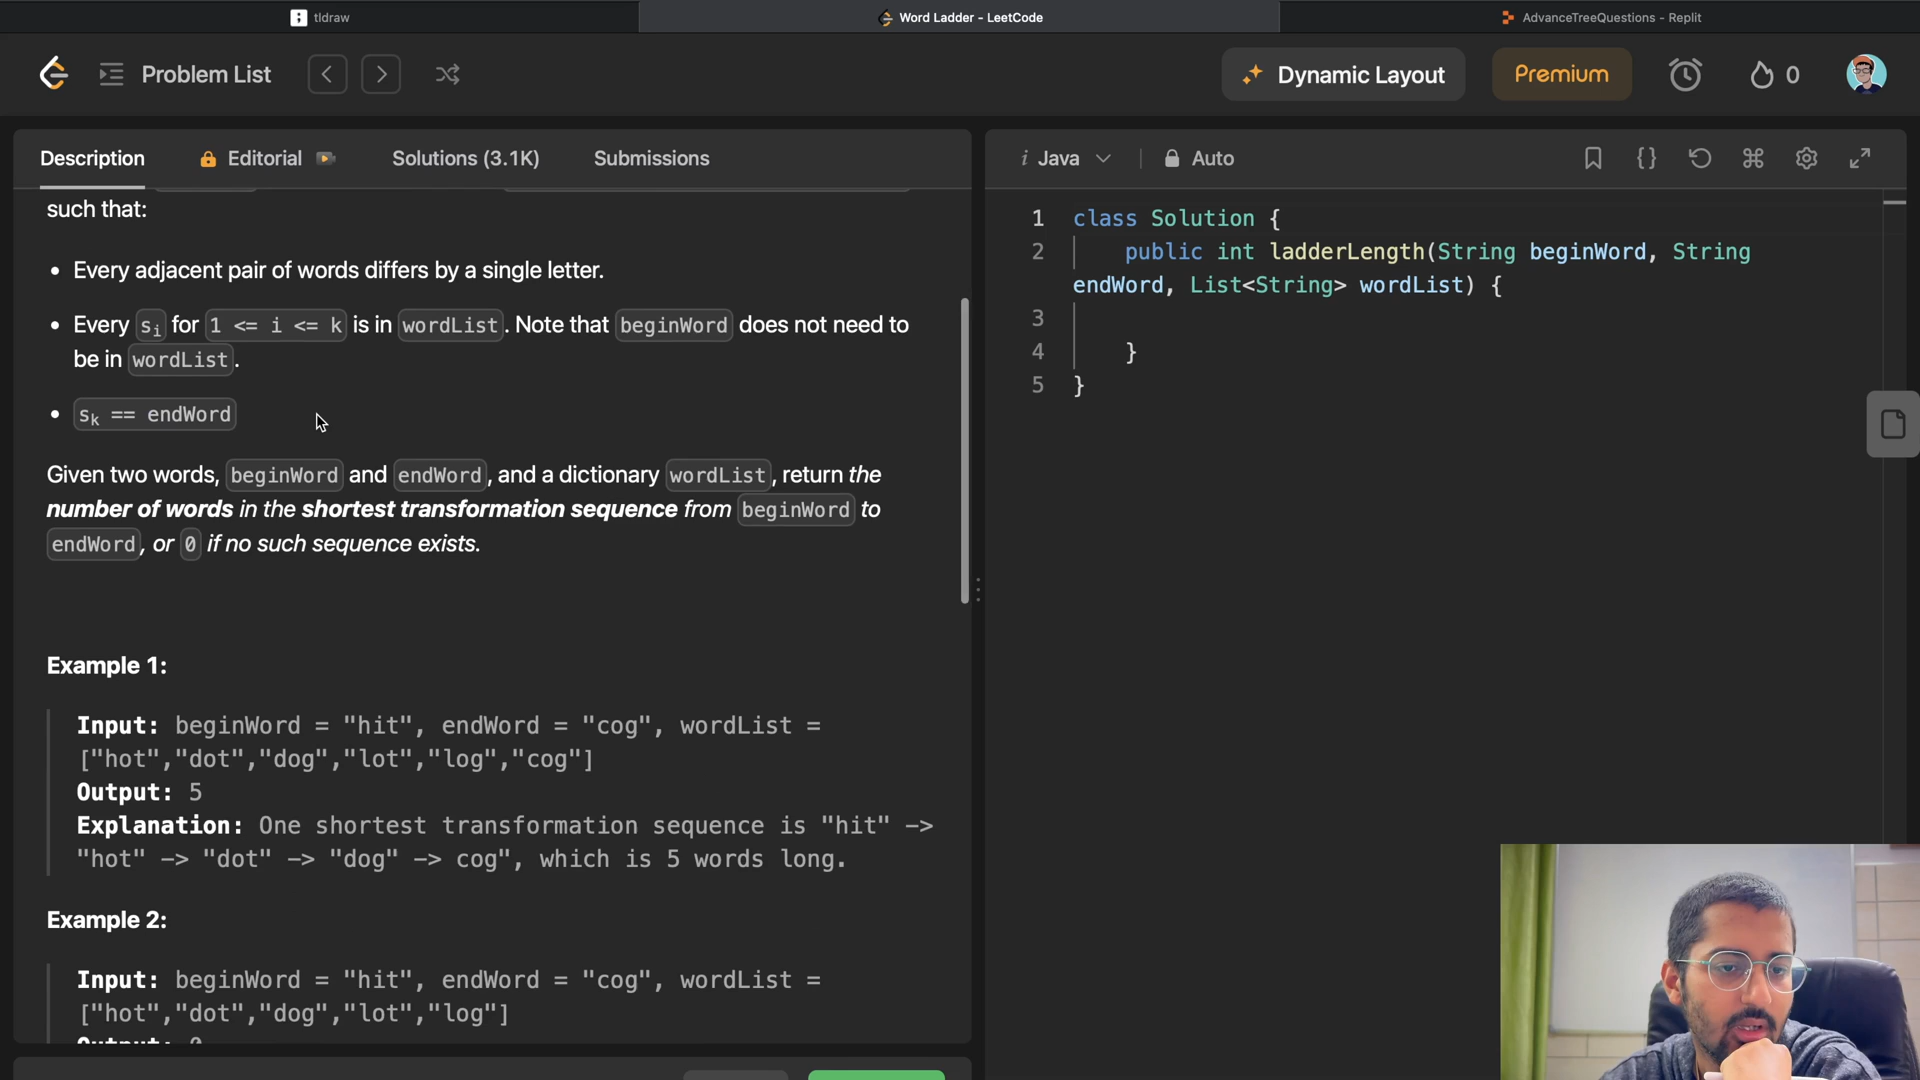 tldraw
Word Ladder - LeetCode
AdvanceTreeQuestions - Replit
Problem List
Dynamic Layout
Premium
0
Description
Editorial
Solutions (3.1K)
Submissions
such that:
• Every adjacent pair of words differs by a single letter.
• Every si for 1 <= i <= k is in wordList. Note that beginWord does not need to
be in wordList.
• sk == endWord
Given two words, beginWord and endWord, and a dictionary wordList, return the
number of words in the shortest transformation sequence from beginWord to
endWord, or 0 if no such sequence exists.
Example 1:
Input: beginWord = "hit", endWord = "cog", wordList =
["hot","dot","dog","lot","log","cog"]
Output: 5
Explanation: One shortest transformation sequence is "hit" ->
"hot" -> "dot" -> "dog" -> cog", which is 5 words long.
Example 2:
Input: beginWord = "hit", endWord = "cog", wordList =
["hot","dot","dog","lot","log"]
Output: 0
i Java
Auto
{}
1 class Solution {
2 public int ladderLength(String beginWord, String
endWord, List<String> wordList) {
3
4 }
5 }